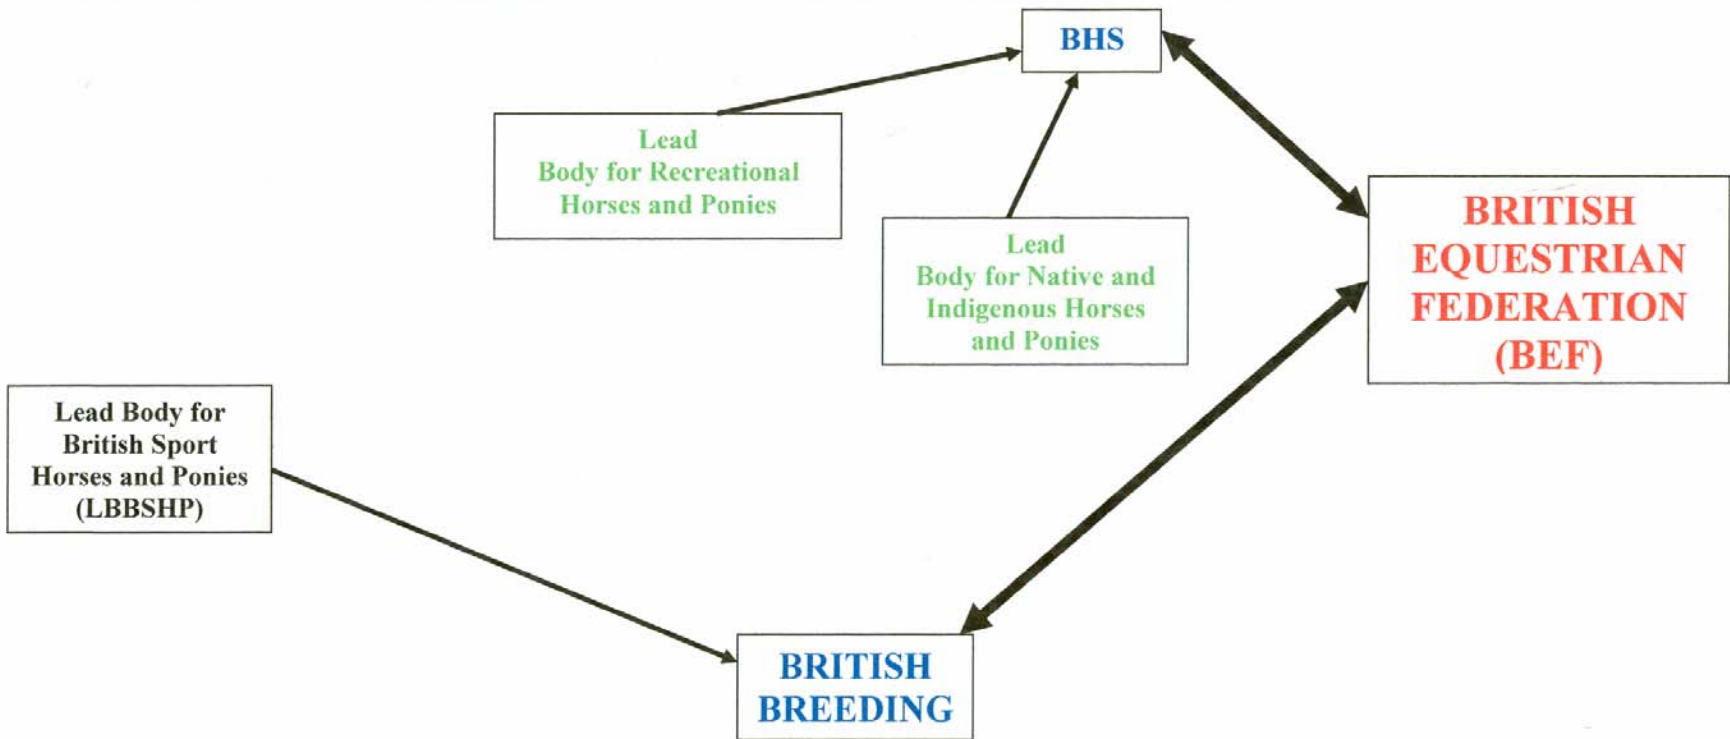 BHS
Lead
Body for Recreational
Horses and Ponies
Lead
Body for Native and
Indigenous Horses
and Ponies
BRITISH
EQUESTRIAN
FEDERATION
(BEF)
Lead Body for
British Sport
Horses and Ponies
(LBBSHP)
BRITISH
BREEDING